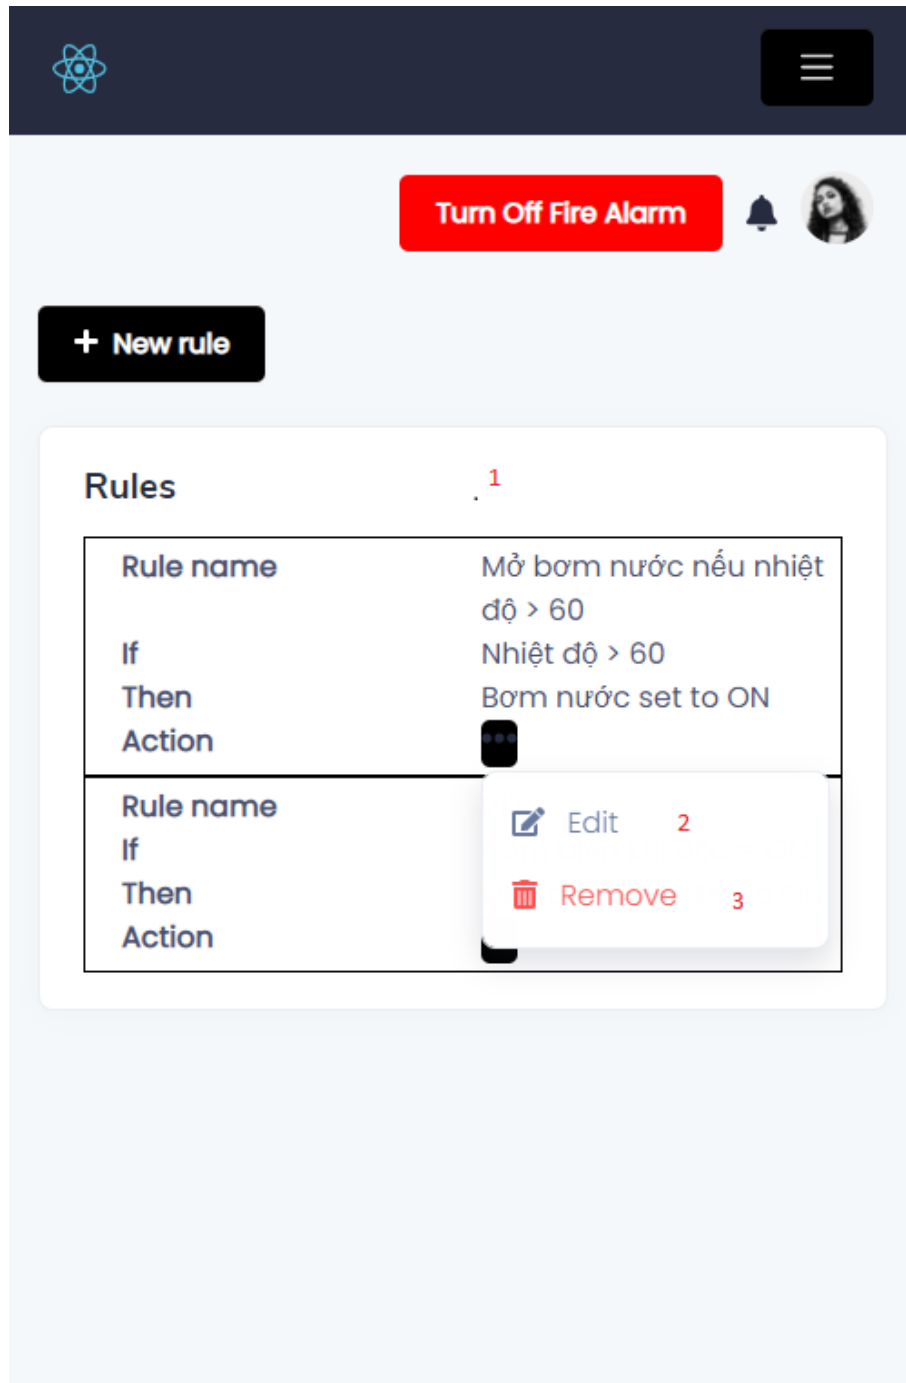 Turn Off Fire Alarm
+ New rule
Rules . 1
Rule name Mở bơm nước nếu nhiệt
độ > 60
If Nhiệt độ > 60
Then Bơm nước set to ON
Action
Rule name
If
Edit 2
Then
Remove 3
Action